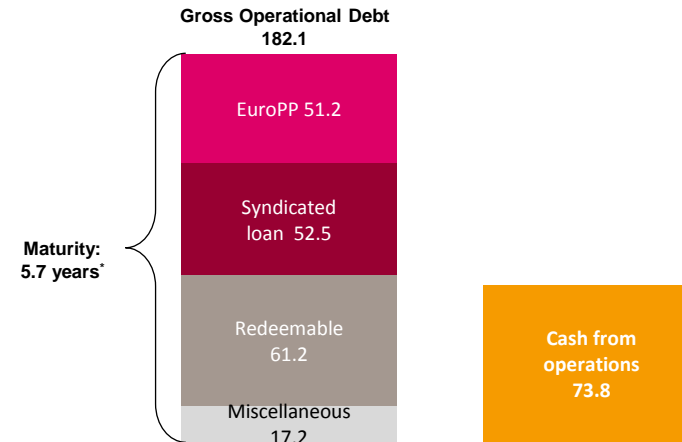 Gross Operational Debt
182.1
EuroPP 51.2
Syndicated
loan 52.5
Maturity:
5.7 years*
Redeemable
61.2
Cash from
operations
73.8
Miscellaneous
17.2